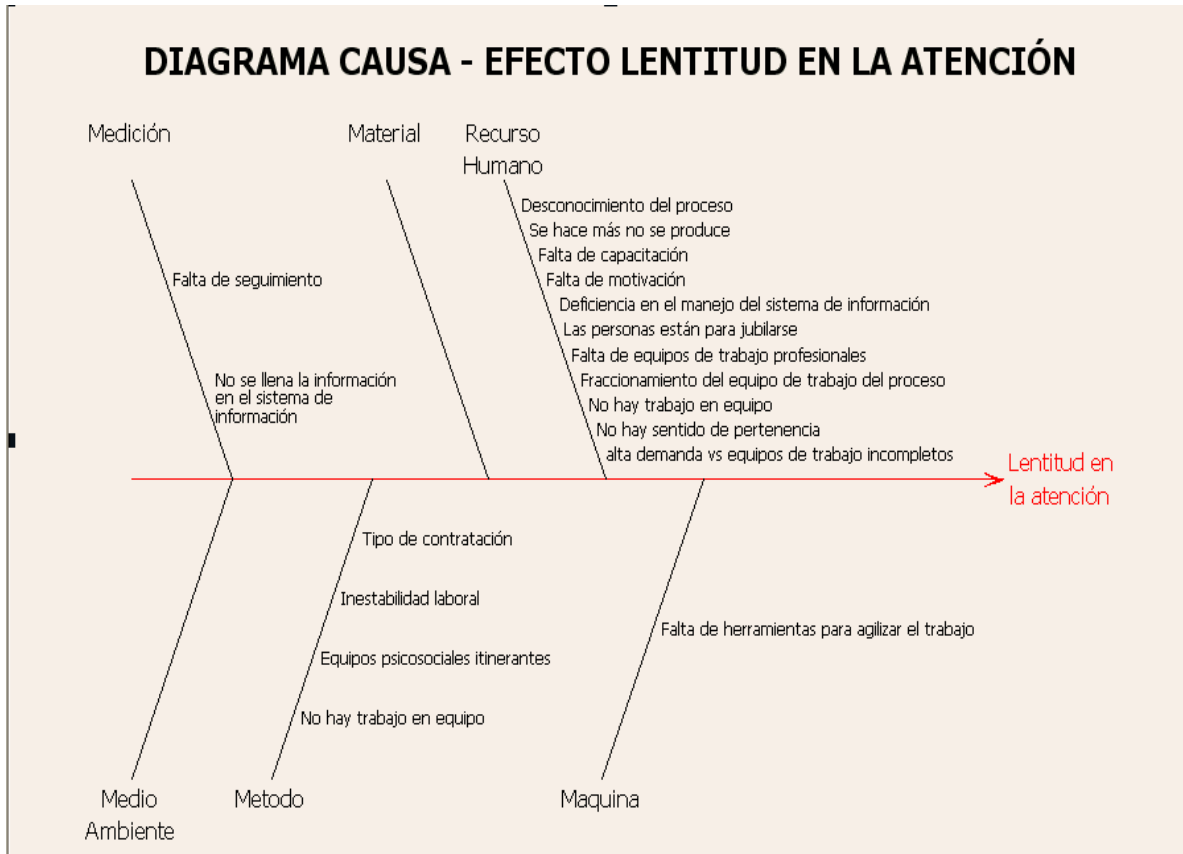 DIAGRAMA CAUSA - EFECTO LENTITUD EN LA ATENCIÓN
Medición
Material
Recurso
Humano
Desconocimiento del proceso
Se hace más no se produce
Falta de capacitación
Falta de motivación
Deficiencia en el manejo del sistema de información
Las personas están para jubilarse
Falta de equipos de trabajo profesionales
Fraccionamiento del equipo de trabajo del proceso
No hay trabajo en equipo
No hay sentido de pertenencia
alta demanda vs equipos de trabajo incompletos
Falta de seguimiento
No se llena la información
en el sistema de
información
Lentitud en
la atención
Tipo de contratación
Inestabilidad laboral
Equipos psicosociales itinerantes
No hay trabajo en equipo
Falta de herramientas para agilizar el trabajo
Medio
Ambiente
Metodo
Maquina